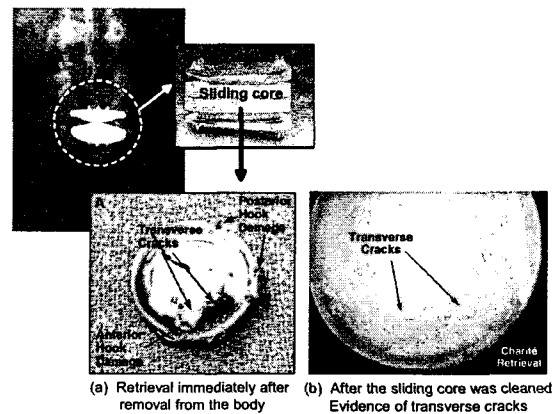 Sliding core
A
Posterior
Hook
Damage
Transverse
Cracks
Anterior
Hook
Damage
Transverse
Cracks
Charité
Retrieval
(a) Retrieval immediately after
removal from the body
(b) After the sliding core was cleaned
Evidence of transverse cracks